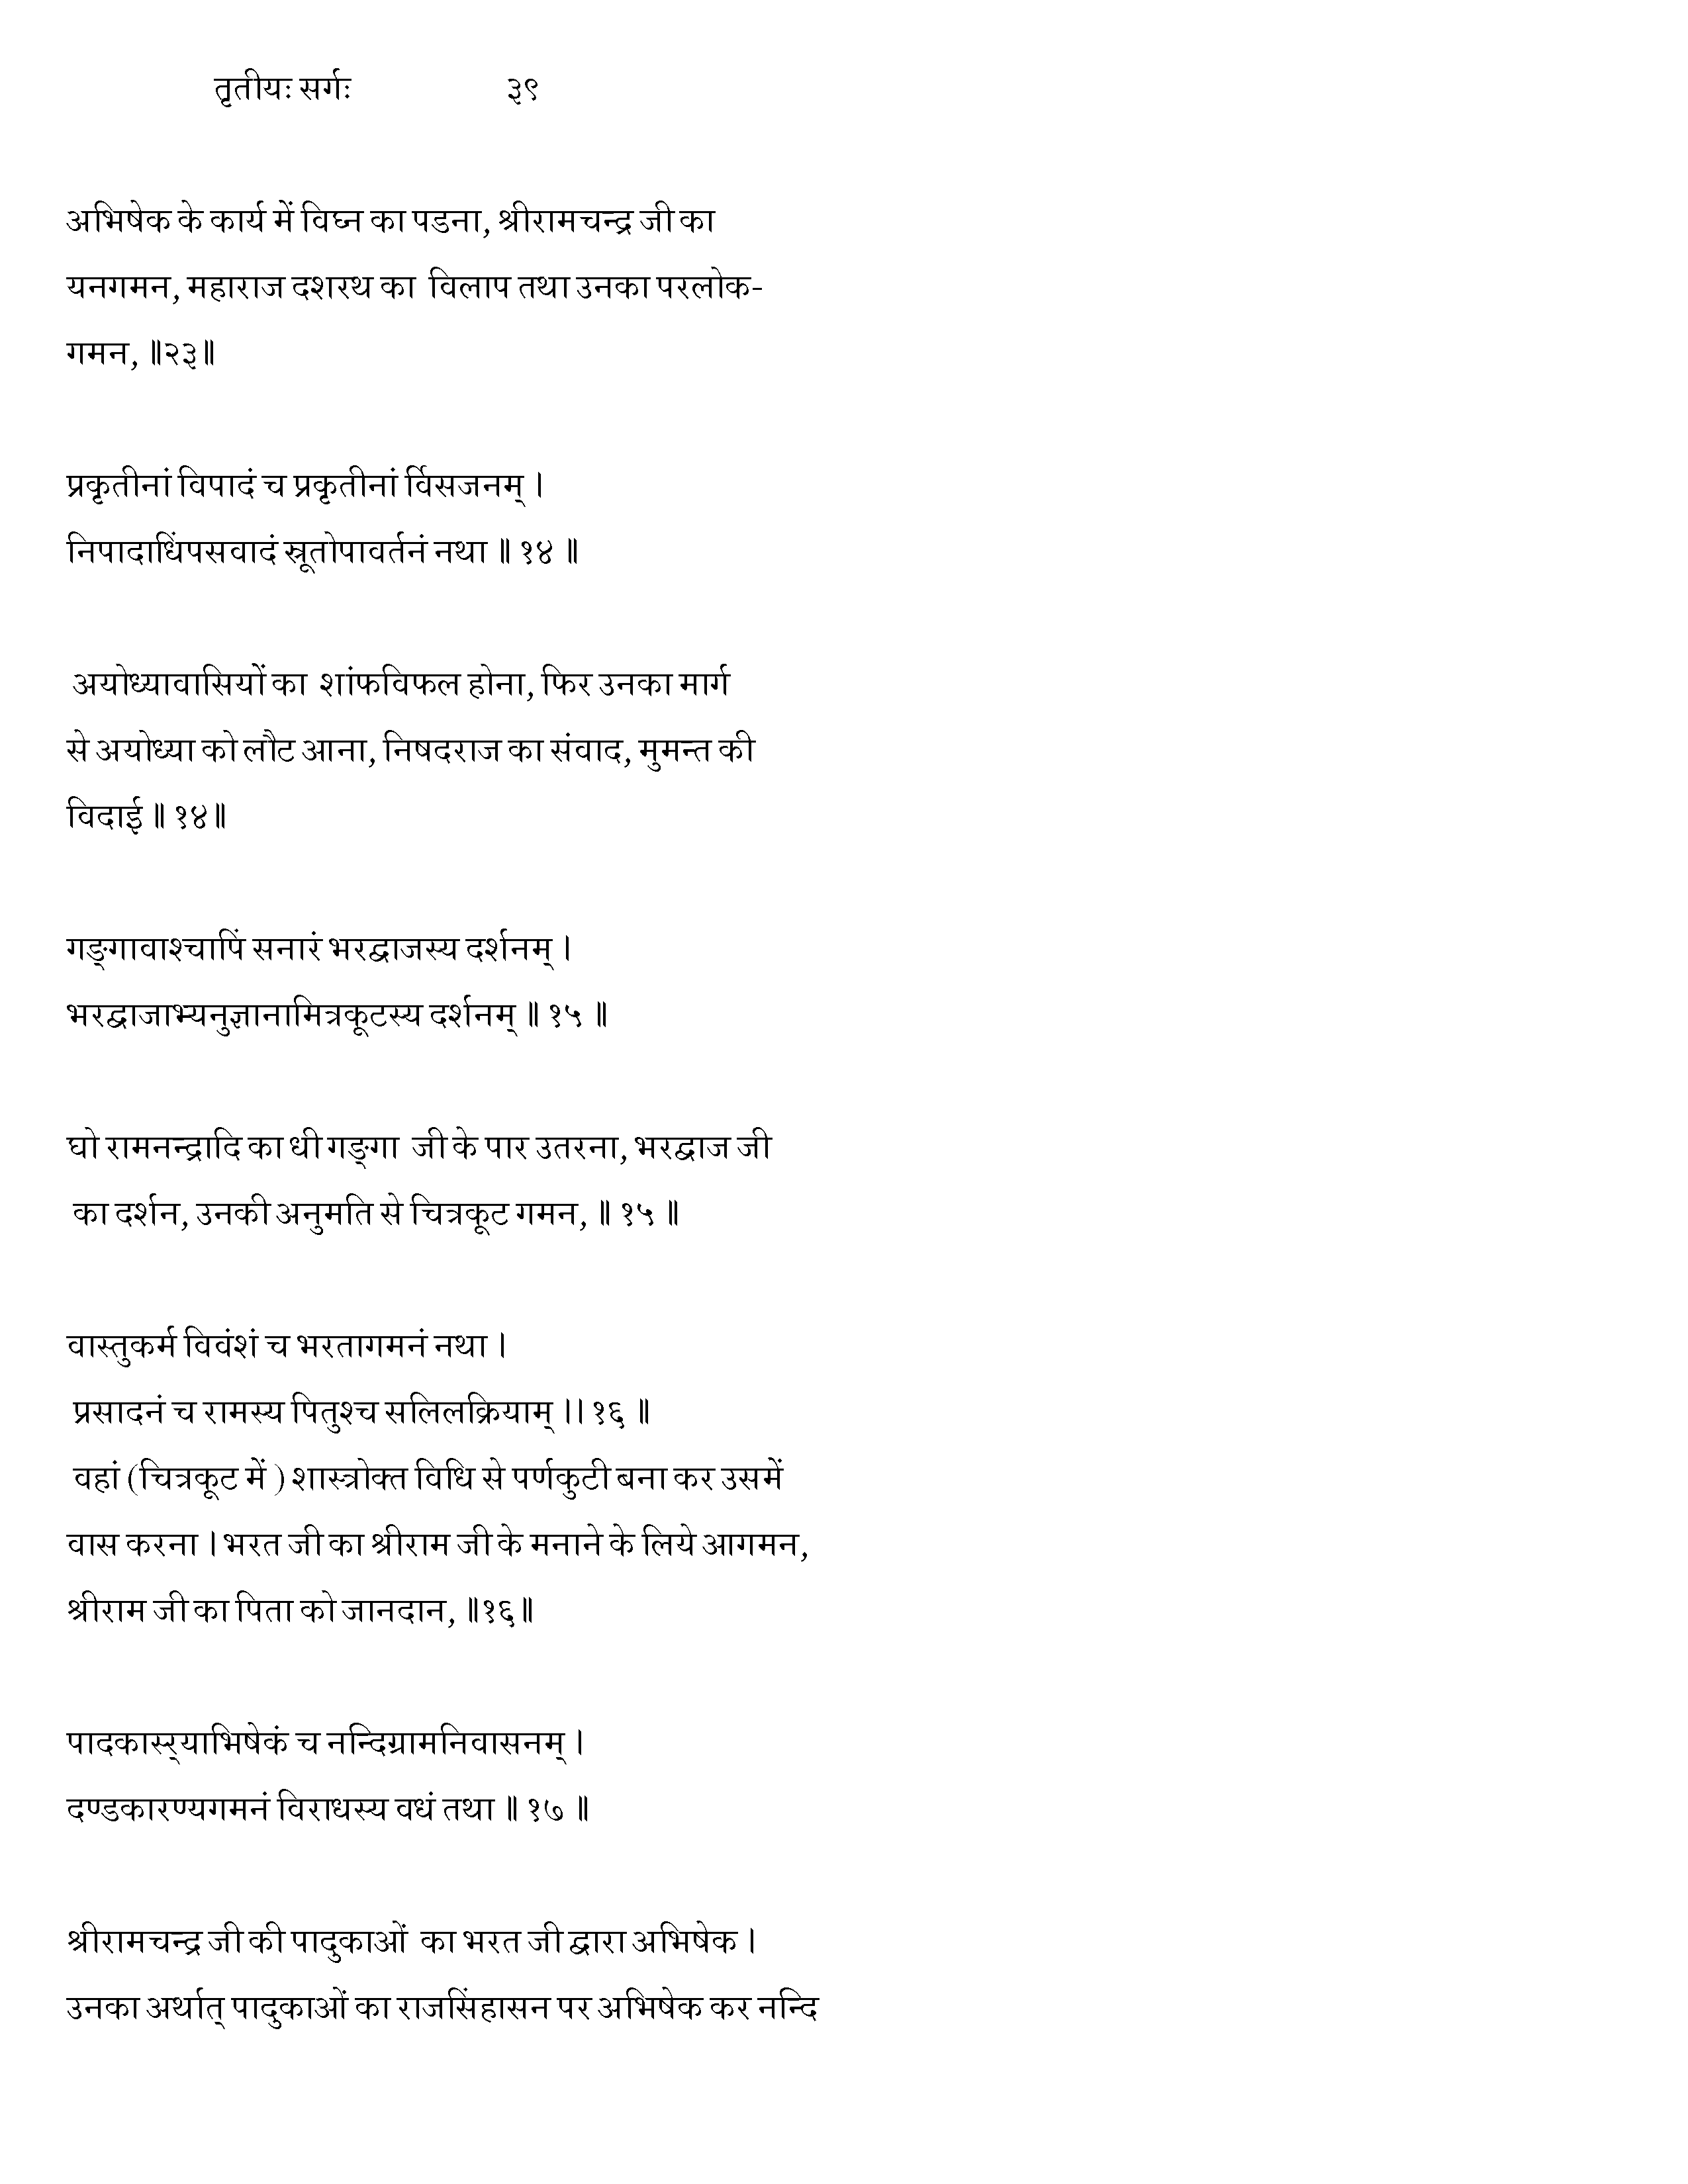 तृतीयः सर्गः ३९
अभिषेक के कार्य में विघ्न का पडना, श्रीरामचन्द्र जी का
यनगमन, महाराज दशरथ का विलाप तथा उनका परलोक-
गमन, ॥२३॥
प्रकृतीनां विपादं च प्रकृतीनां र्विसजनम् ।
निपादाधिंपसवादं स्रूतोपावर्तनं नथा ॥ १४ ॥
अयोध्यावासियों का शांफविफल होना, फिर उनका मार्ग
से अयोध्या को लौट आना, निषदराज का संवाद, मुमन्त की
विदाई ॥ १४॥
गङ्गावाश्चापिं सनारं भरद्वाजस्य दर्शनम् ।
भरद्वाजाभ्यनुज्ञानामित्रकूटस्य दर्शनम् ॥ १५ ॥
घो रामनन्द्रादि का धी गङ्गा जी के पार उतरना, भरद्वाज जी
का दर्शन, उनकी अनुमति से चित्रकूट गमन, ॥ १५ ॥
वास्तुकर्म विवंशं च भरतागमनं नथा ।
प्रसादनं च रामस्य पितुश्च सलिलक्रियाम् ।। १६ ॥
वहां (चित्रकूट में ) शास्त्रोक्त विधि से पर्णकुटी बना कर उसमें
वास करना । भरत जी का श्रीराम जी के मनाने के लिये आगमन,
श्रीराम जी का पिता को जानदान, ॥१६॥
पादकास्र्‍याभिषेकं च नन्दिग्रामनिवासनम् ।
दण्डकारण्यगमनं विराधस्य वधं तथा ॥ १७ ॥
श्रीरामचन्द्र जी की पादुकाओं का भरत जी द्वारा अभिषेक ।
उनका अर्थात् पादुकाओं का राजसिंहासन पर अभिषेक कर नन्दि